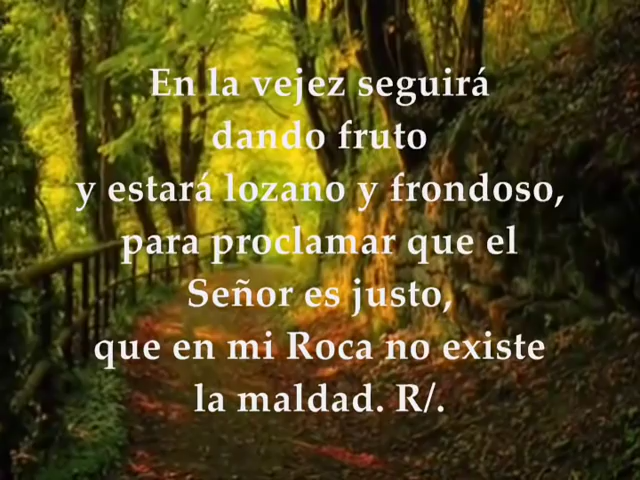 En la vejez seguirá
dando fruto
y estará lozano y frondoso,
para proclamar que el
Señor es justo,
que en mi Roca no existe
la maldad. R/.